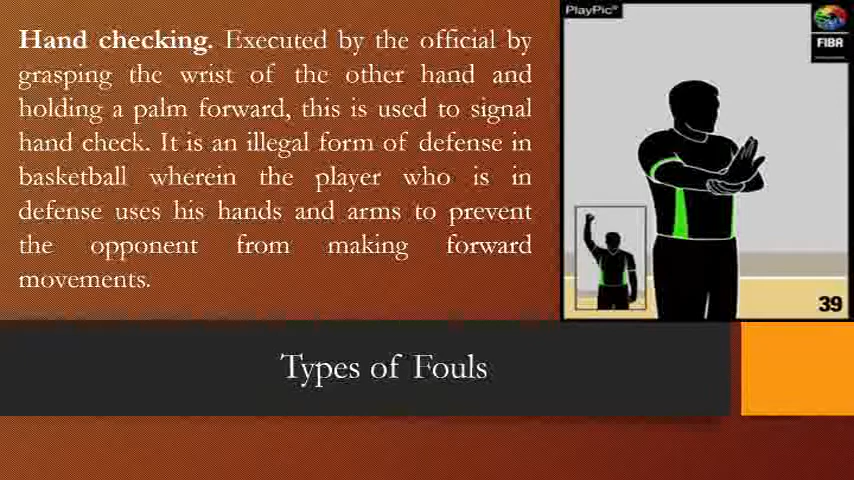 Hand checking. Executed by the official by
grasping the wrist of the other hand and
holding a palm forward, this is used to signal
hand check. It is an illegal form of defense in
basketball wherein the player who is in
defense uses his hands and arms to prevent
the opponent from making forward
movements.
PlayPic®
FIBA
39
Types of Fouls